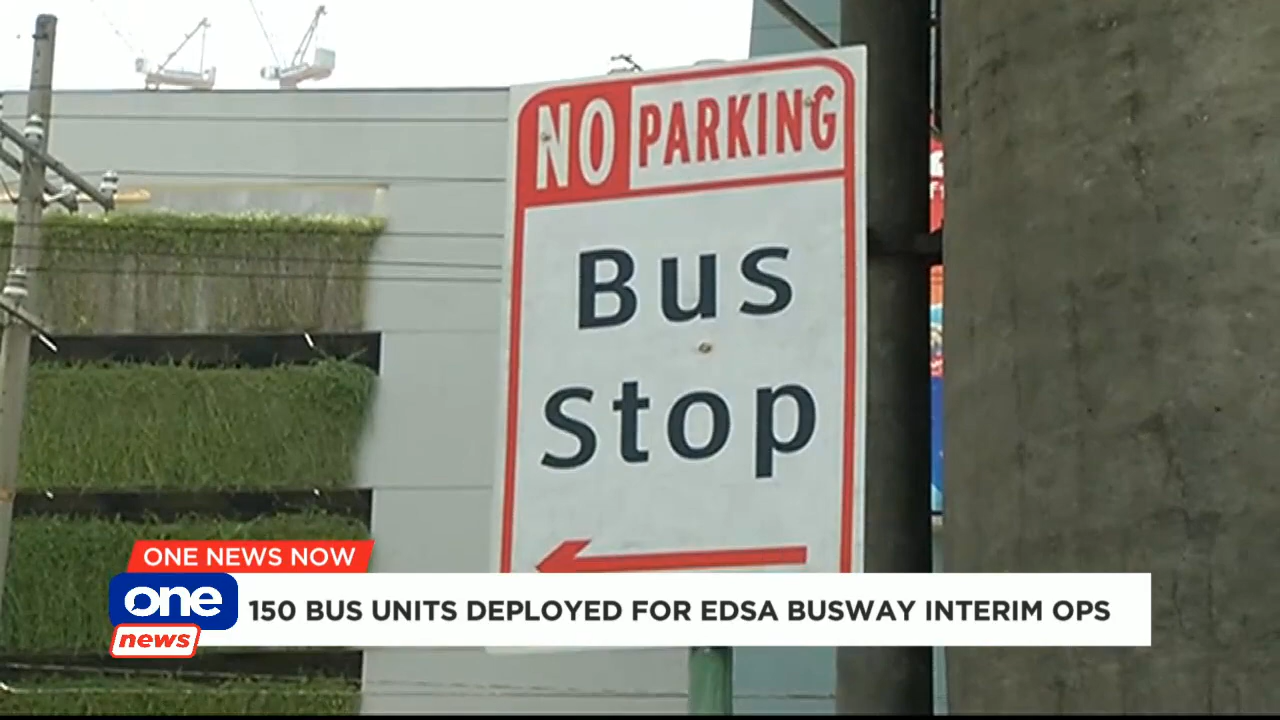 NO PARKING
Bus
Stop
ONE NEWS NOW
one
news
150 BUS UNITS DEPLOYED FOR EDSA BUSWAY INTERIM OPS